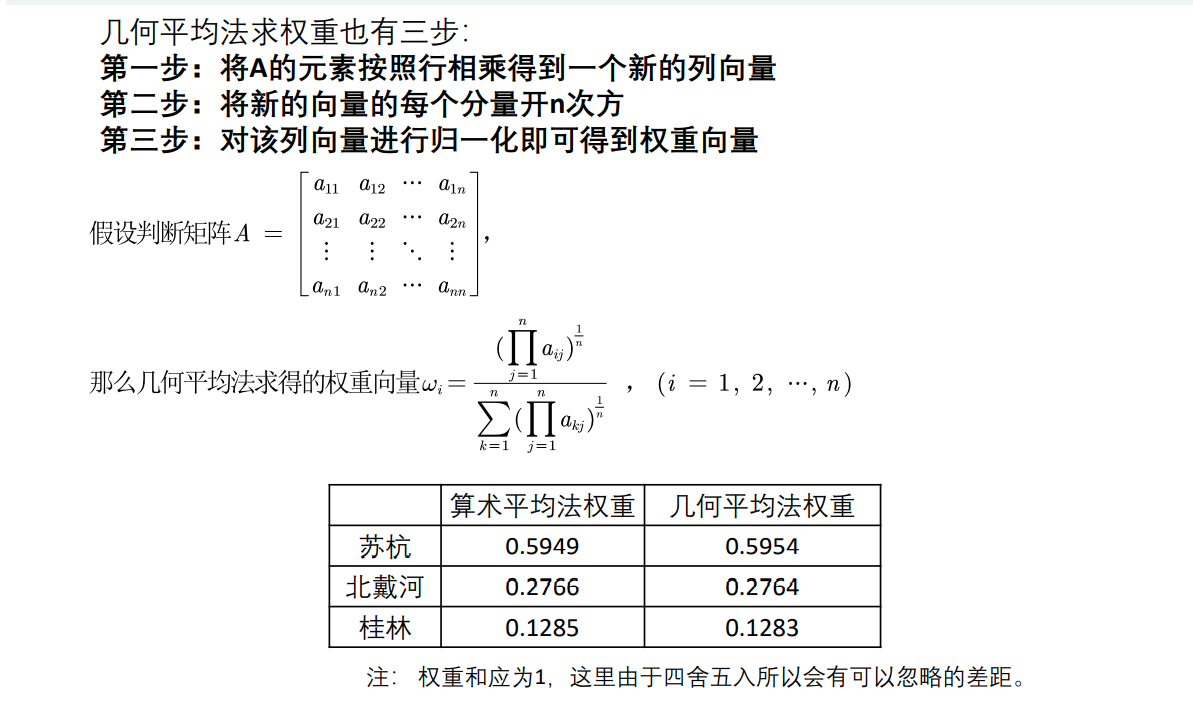 几何平均法求权重也有三步：
第一步：将A的元素按照行相乘得到一个新的列向量
第二步：将新的向量的每个分量开n次方
第三步：对该列向量进行归一化即可得到权重向量
假设判断矩阵 $A = \begin{bmatrix} a_{11} & a_{12} & \cdots & a_{1n} \\ a_{21} & a_{22} & \cdots & a_{2n} \\ \vdots & \vdots & \ddots & \vdots \\ a_{n1} & a_{n2} & \cdots & a_{nn} \end{bmatrix}$，
那么几何平均法求得的权重向量 $\omega_i = \frac{(\prod_{j=1}^{n} a_{ij})^{\frac{1}{n}}}{\sum_{k=1}^{n} (\prod_{j=1}^{n} a_{kj})^{\frac{1}{n}}}$，$(i = 1, 2, \cdots, n)$
算术平均法权重 几何平均法权重
苏杭 0.5949 0.5954
北戴河 0.2766 0.2764
桂林 0.1285 0.1283
注： 权重和应为1，这里由于四舍五入所以会有可以忽略的差距。